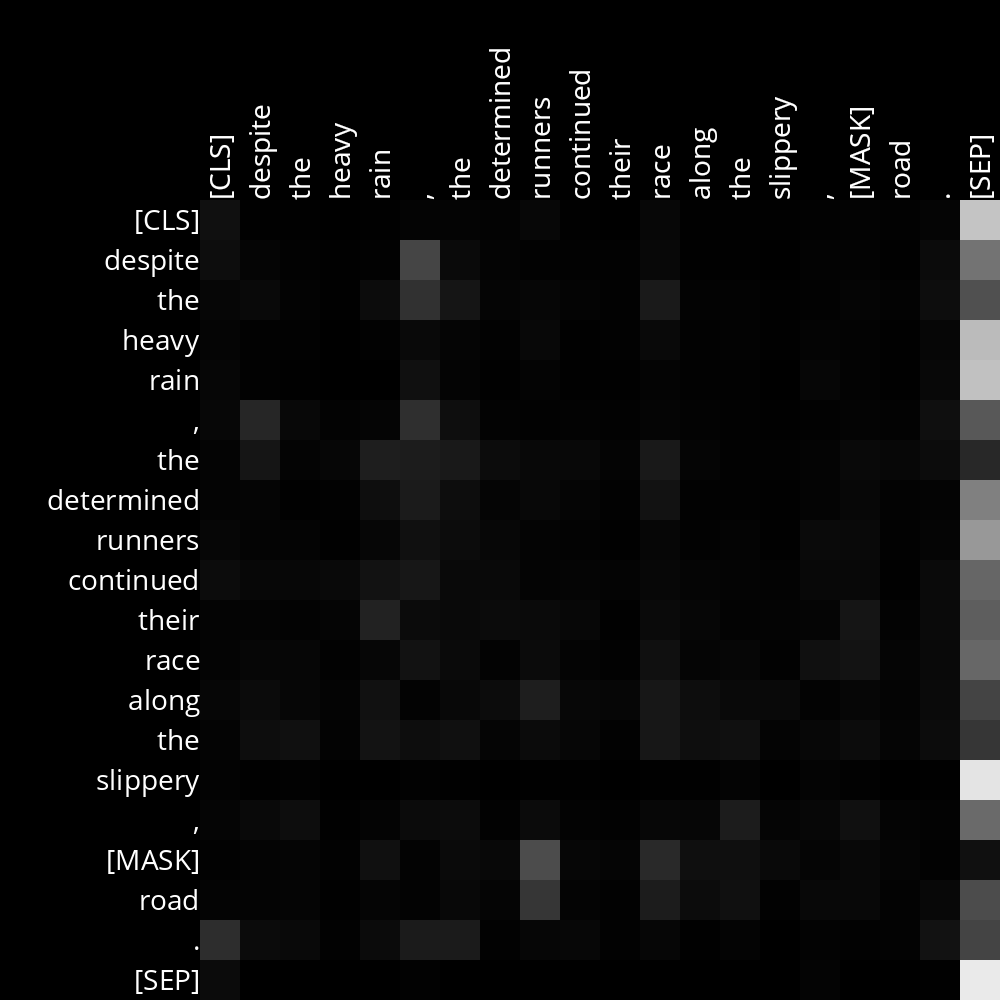 [CLS] despite the heavy rain , the determined runners continued their race along the slippery , [MASK] road . [SEP]
[CLS]
despite
the
heavy
rain
,
the
determined
runners
continued
their
race
along
the
slippery
,
[MASK]
road
.
[SEP]